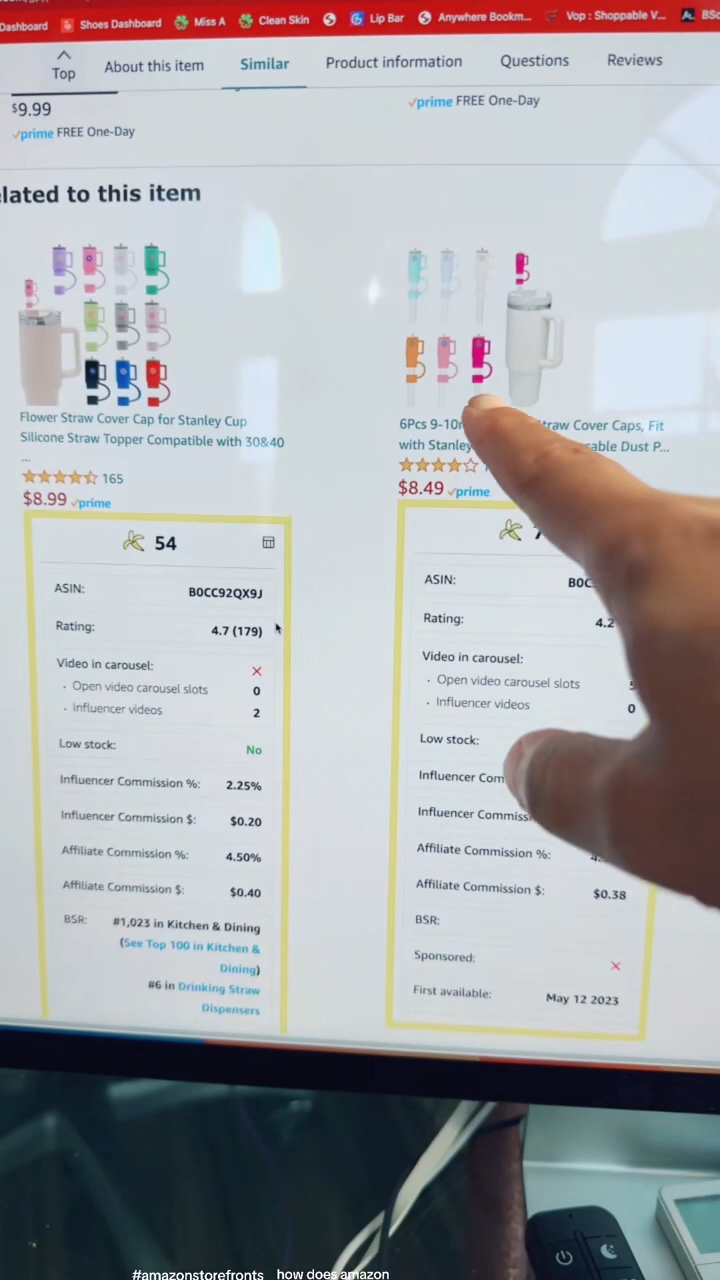 Dashboard Shoes Dashboard Miss A Clean Skin Lip Bar Anywhere Bookm... Vop : Shoppable V...
Top About this item Similar Product information Questions Reviews
$9.99
prime FREE One-Day
prime FREE One-Day
elated to this item
Flower Straw Cover Cap for Stanley Cup
Silicone Straw Topper Compatible with 30&40
...
165
$8.99 prime
54
ASIN: B0CC92QX9J
Rating: 4.7 (179)
Video in carousel:
· Open video carousel slots 0
· Influencer videos 2
Low stock: No
Influencer Commission %: 2.25%
Influencer Commission $: $0.20
Affiliate Commission %: 4.50%
Affiliate Commission $: $0.40
BSR: #1,023 in Kitchen & Dining
(See Top 100 in Kitchen &
Dining)
#6 in Drinking Straw
Dispensers
6Pcs 9-10 traw Cover Caps, Fit
with Stanley able Dust P...
$8.49 prime
ASIN: B0C
Rating: 4.2
Video in carousel:
· Open video carousel slots
· Influencer videos 0
Low stock:
Influencer Com
Influencer Commiss
Affiliate Commission %:
Affiliate Commission $: $0.38
BSR:
Sponsored:
First available: May 12 2023
#amazonstorefronts how does amazon